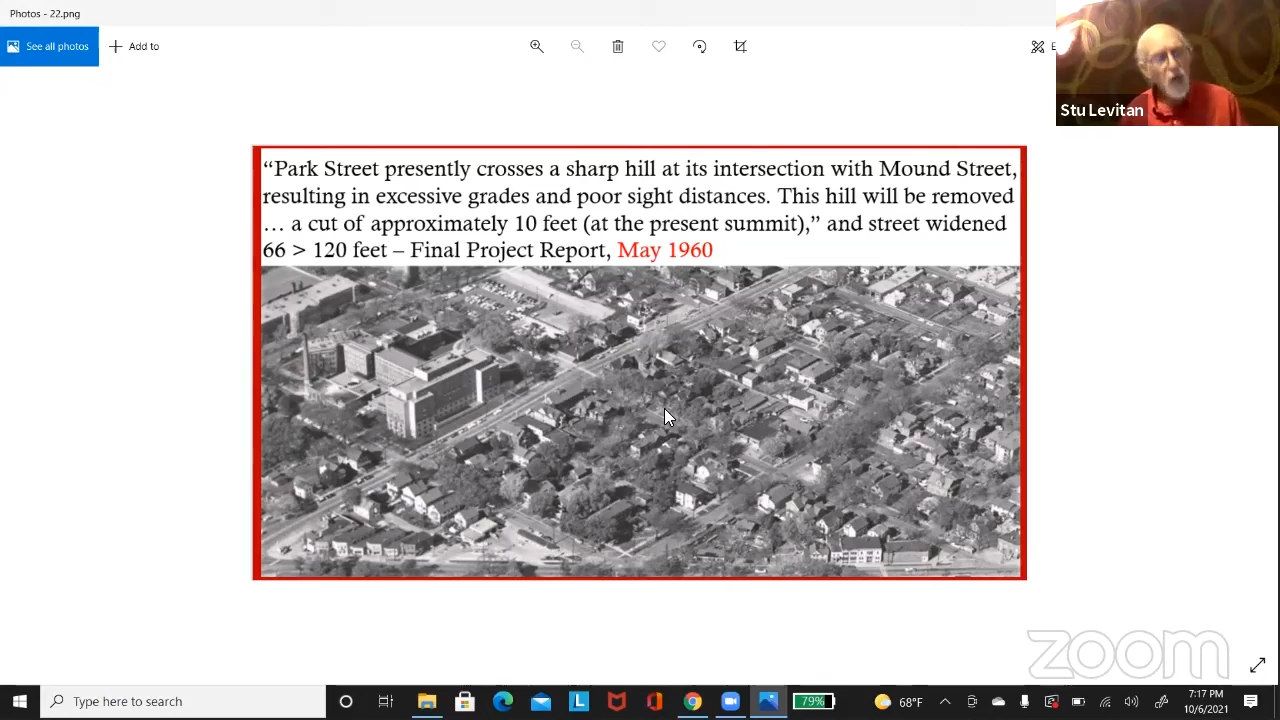 Photos - 22.png
See all photos
Add to
Stu Levitan
“Park Street presently crosses a sharp hill at its intersection with Mound Street,
resulting in excessive grades and poor sight distances. This hill will be removed
… a cut of approximately 10 feet (at the present summit),” and street widened
66 > 120 feet – Final Project Report, May 1960
zoom
Type here to search
79%
68°F
7:17 PM
10/6/2021